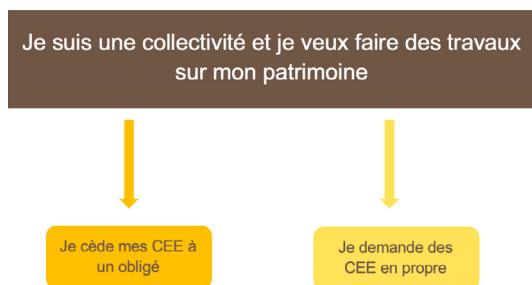 Je suis une collectivité et je veux faire des travaux
sur mon patrimoine
Je cède mes CEE à
un obligé
Je demande des
CEE en propre